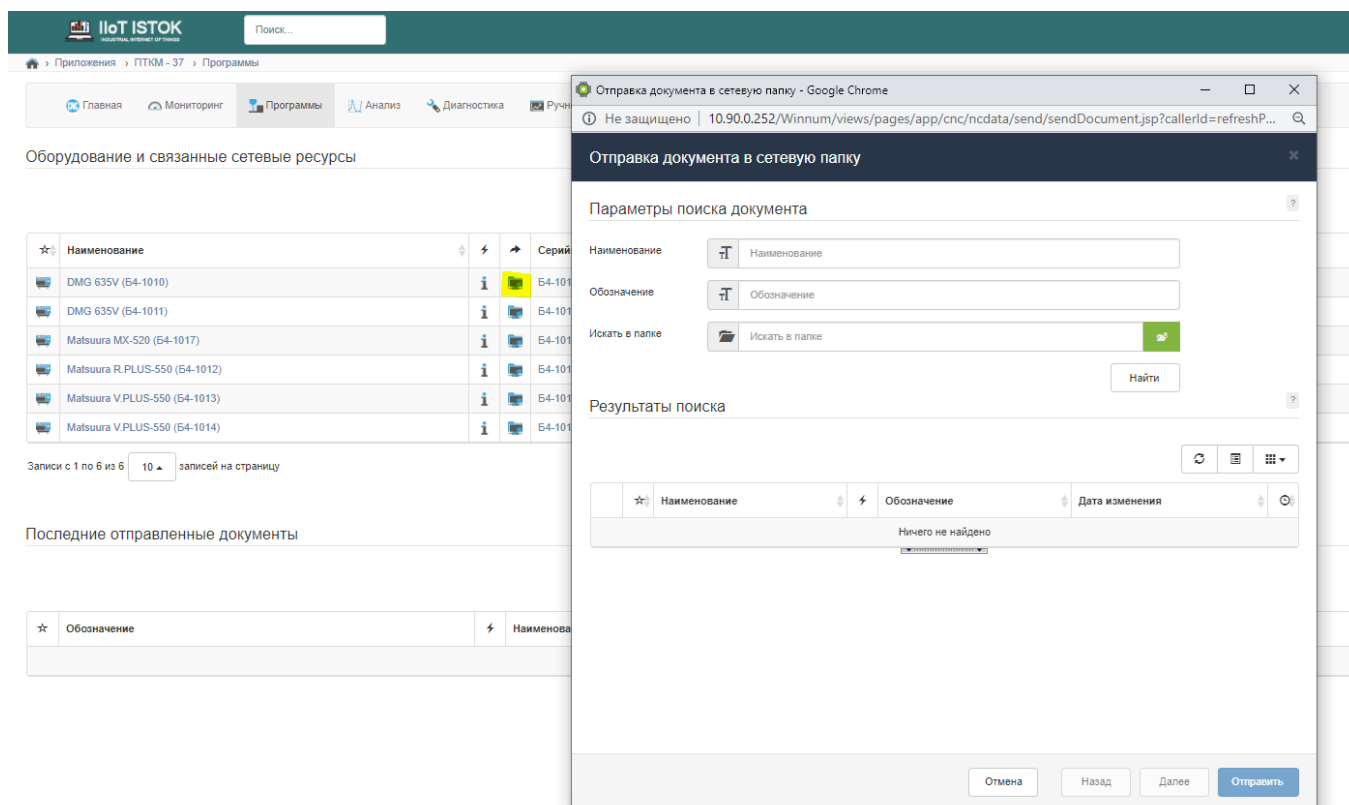 IIoT ISTOK
INDUSTRIAL INTERNET OF THINGS
Поиск...
› Приложения › ПТКМ - 37 › Программы
Главная Мониторинг Программы Анализ Диагностика Ручн
Оборудование и связанные сетевые ресурсы
Наименование Серий
DMG 635V (Б4-1010) Б4-101
DMG 635V (Б4-1011) Б4-101
Matsuura MX-520 (Б4-1017) Б4-101
Matsuura R.PLUS-550 (Б4-1012) Б4-101
Matsuura V.PLUS-550 (Б4-1013) Б4-101
Matsuura V.PLUS-550 (Б4-1014) Б4-101
Записи с 1 по 6 из 6 10 записей на страницу
Последние отправленные документы
Обозначение Наименова
Отправка документа в сетевую папку - Google Chrome
Не защищено | 10.90.0.252/Winnum/views/pages/app/cnc/ncdata/send/sendDocument.jsp?callerId=refreshP...
Отправка документа в сетевую папку
Параметры поиска документа ?
Наименование Наименование
Обозначение Обозначение
Искать в папке Искать в папке
Найти
Результаты поиска ?
Наименование Обозначение Дата изменения
Ничего не найдено
Отмена Назад Далее Отправить